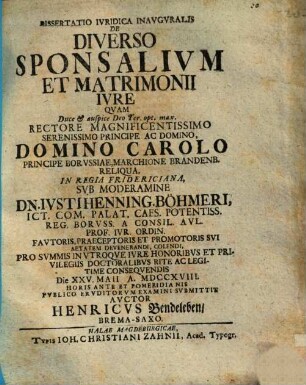 DISSERTATIO IVRIDICA INAVGVRALIS
DE
DIVERSO
SPONSALIVM
ET MATRIMONII
IVRE
QVAM
Duce & auspice Deo Ter. opt. max.
RECTORE MAGNIFICENTISSIMO
SERENISSIMO PRINCIPE AC DOMINO,
DOMINO CAROLO
PRINCIPE BORVSSIAE, MARCHIONE BRANDENB.
RELIQVA.
IN REGIA FRIDERICIANA,
SVB MODERAMINE
DN. IVSTI HENNING. BÖHMERI,
ICT. COM. PALAT. CAES. POTENTISS.
REG. BORVSS. A CONSIL. AVL.
PROF. IVR. ORDIN.
FAVTORIS, PRAECEPTORIS ET PROMOTORIS SVI
AETATEM DEVENERANDI, COLENDI,
PRO SVMMIS IN VTROQVE IVRE HONORIBVS ET PRI-
VILEGIIS DOCTORALIBVS RITE AC LEGI-
TIME CONSEQVENDIS
Die XXV. MAII A. MDCCXVIII.
HORIS ANTE ET POMERIDIANIS
PVBLICO ERVDITORVM EXAMINI SVBMITTIT
AVCTOR
HENRICVS Bendeleben/
BREMA-SAXO.
HALAE MAGDEBVRGICAE,
Typis IOH. CHRISTIANI ZAHNII, Acad. Typogr.